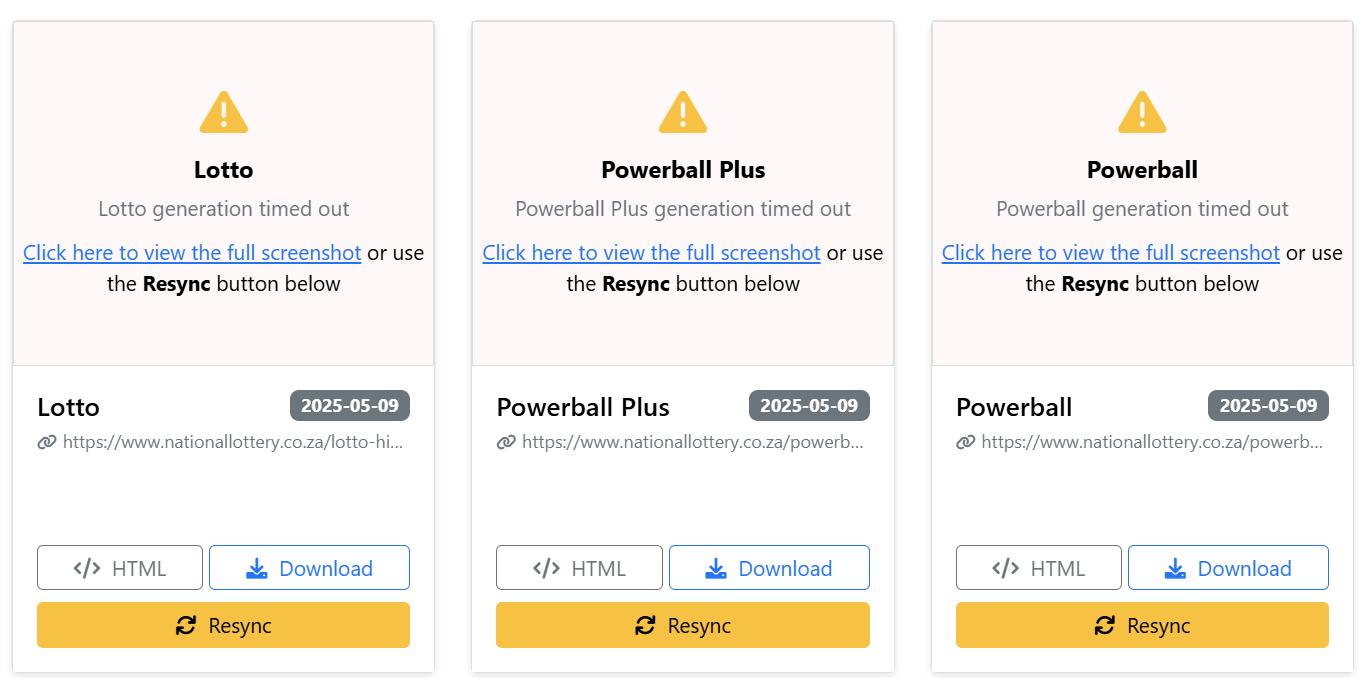 Lotto
Lotto generation timed out
Click here to view the full screenshot or use
the Resync button below
Lotto
2025-05-09
https://www.nationallottery.co.za/lotto-hi...
HTML
Download
Resync
Powerball Plus
Powerball Plus generation timed out
Click here to view the full screenshot or use
the Resync button below
Powerball Plus
2025-05-09
https://www.nationallottery.co.za/powerb...
HTML
Download
Resync
Powerball
Powerball generation timed out
Click here to view the full screenshot or use
the Resync button below
Powerball
2025-05-09
https://www.nationallottery.co.za/powerb...
HTML
Download
Resync